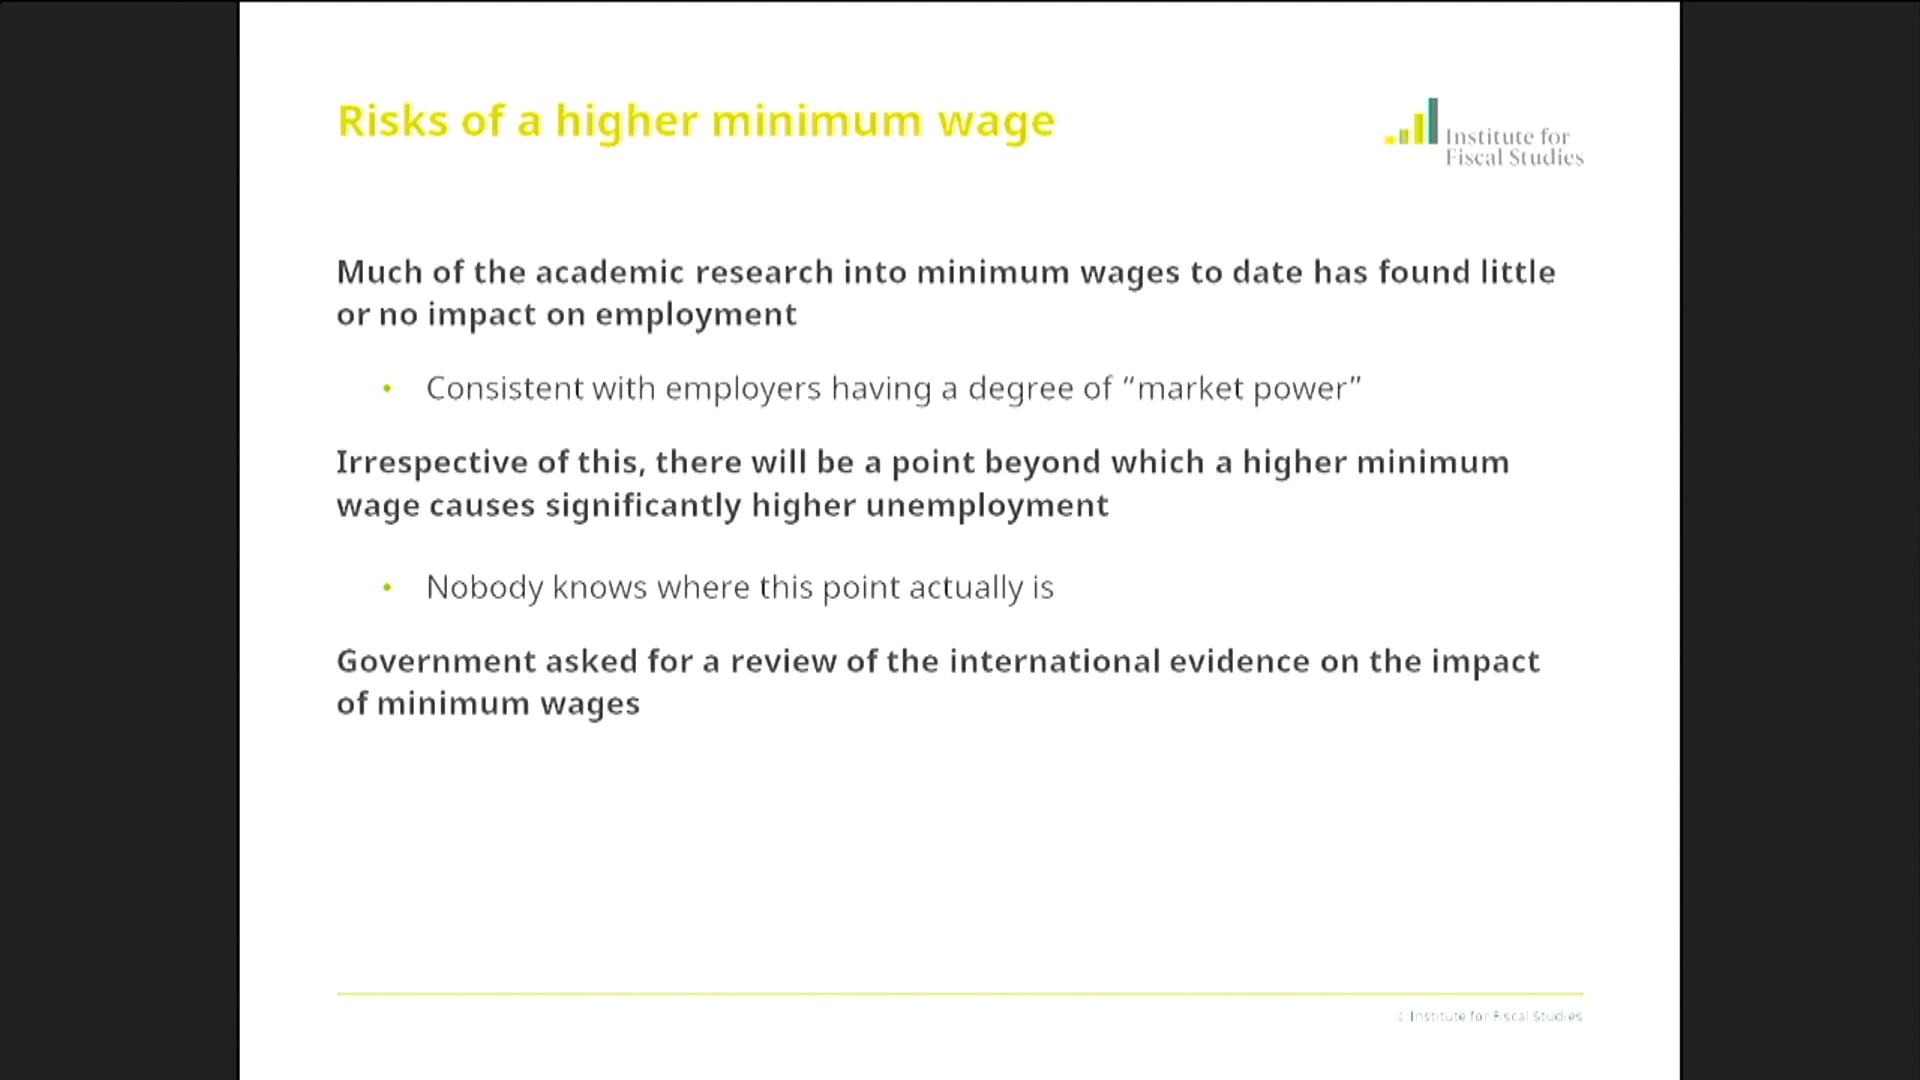 Risks of a higher minimum wage
Institute for
Fiscal Studies
Much of the academic research into minimum wages to date has found little
or no impact on employment
• Consistent with employers having a degree of “market power”
Irrespective of this, there will be a point beyond which a higher minimum
wage causes significantly higher unemployment
• Nobody knows where this point actually is
Government asked for a review of the international evidence on the impact
of minimum wages
© Institute for Fiscal Studies